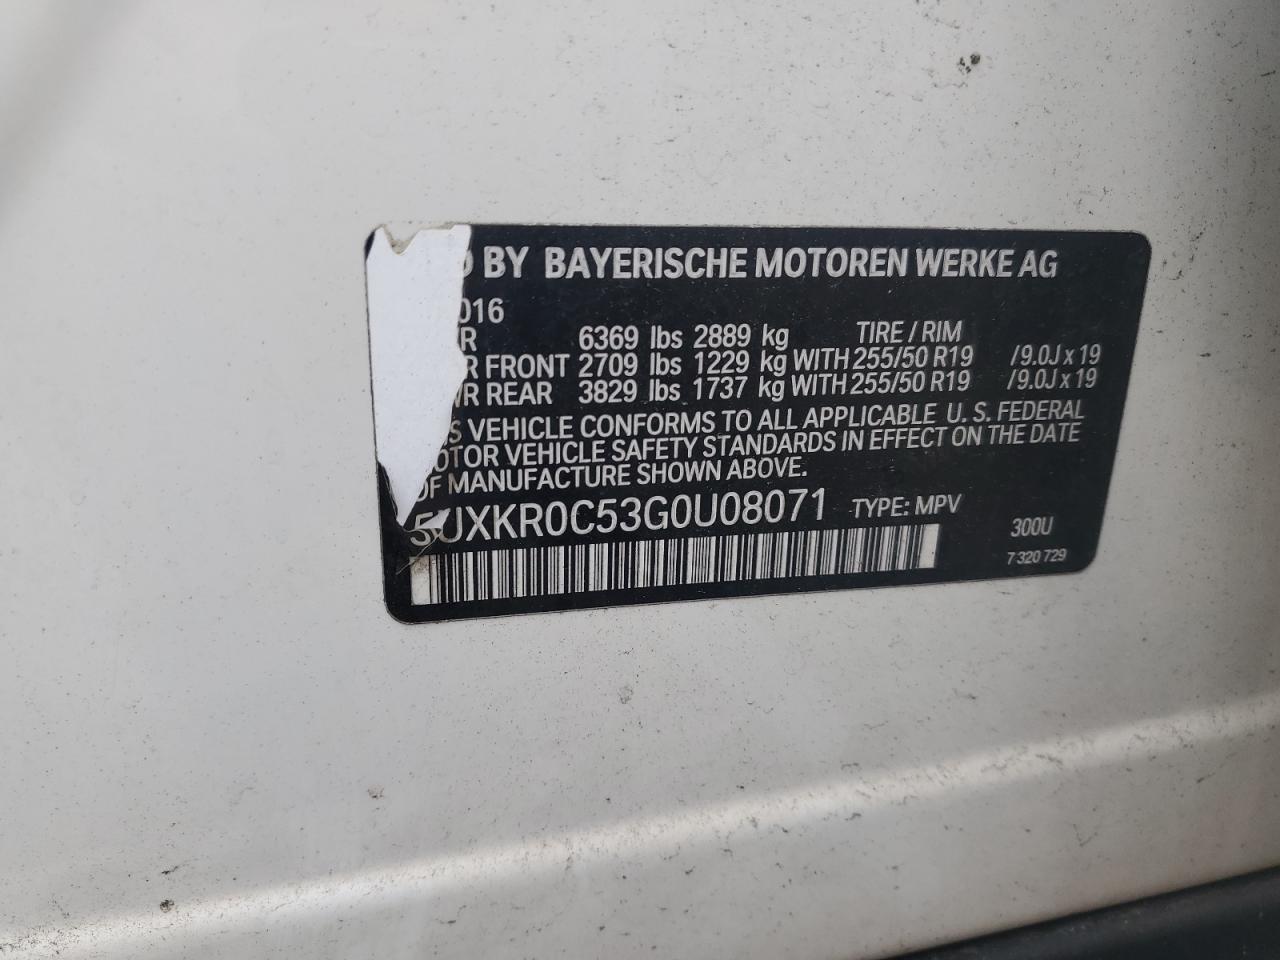 D BY BAYERISCHE MOTOREN WERKE AG
016
R 6369 lbs 2889 kg TIRE / RIM
R FRONT 2709 lbs 1229 kg WITH 255/50 R19 /9.0J x 19
R REAR 3829 lbs 1737 kg WITH 255/50 R19 /9.0J x 19
S VEHICLE CONFORMS TO ALL APPLICABLE U. S. FEDERAL
OTOR VEHICLE SAFETY STANDARDS IN EFFECT ON THE DATE
OF MANUFACTURE SHOWN ABOVE.
5UXKR0C53G0U08071 TYPE: MPV
300U
7 320 729